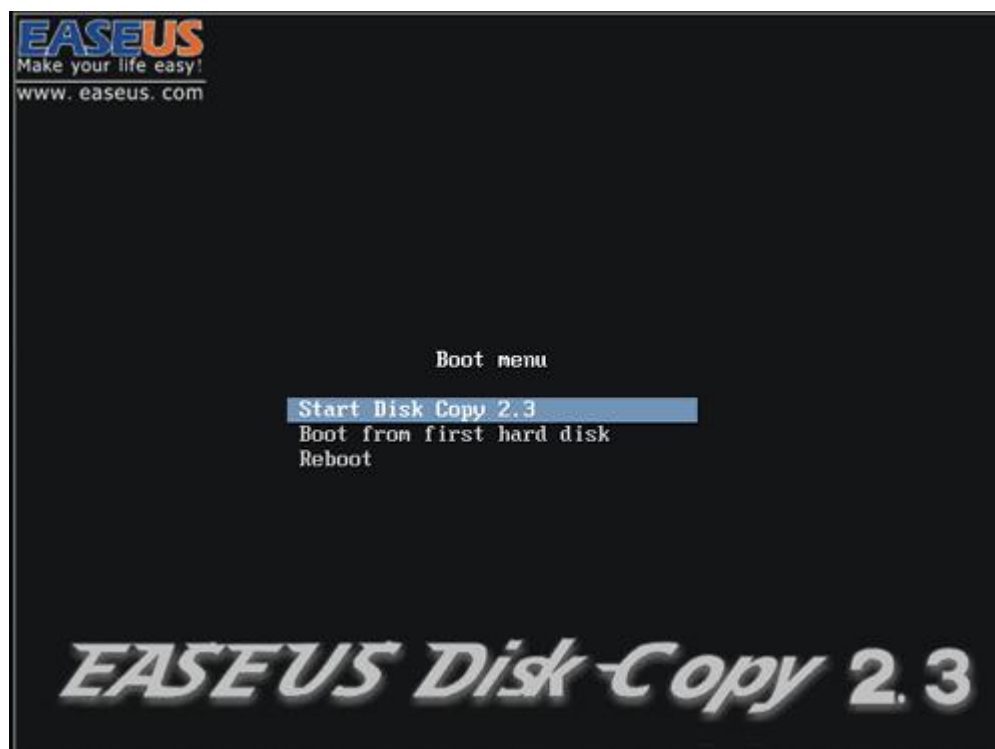 EASEUS
Make your life easy!
www. easeus. com
Boot menu
Start Disk Copy 2.3
Boot from first hard disk
Reboot
EASEUS Disk Copy 2.3